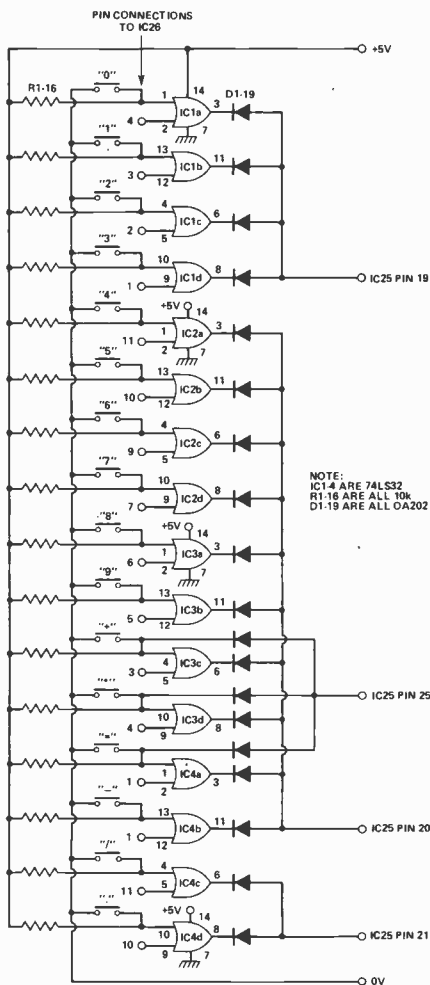 PIN CONNECTIONS
TO IC26
+5V
R1-16
"0"
14
D1-19
1
3
IC1a
4
2
7
"1"
13
11
IC1b
3
12
"2"
4
6
IC1c
2
5
"3"
10
8
IC1d
1
9
IC25 PIN 19
"4"
+5V
14
3
1
IC2a
11
2
7
"5"
13
11
IC2b
10
12
"6"
4
6
IC2c
9
5
"7"
10
8
IC2d
7
9
NOTE:
IC1-4 ARE 74LS32
R1-16 ARE ALL 10k
D1-19 ARE ALL OA202
"8"
+5V
14
3
1
IC3a
6
2
7
"9"
13
11
IC3b
5
12
"+"
4
IC3c
6
3
5
IC25 PIN 25
10
IC3d
8
4
9
"="
1
IC4a
3
1
2
"–"
13
11
IC4b
1
12
IC25 PIN 20
"/"
4
6
IC4c
11
5
"."
+5V
14
10
8
IC4d
10
9
7
IC25 PIN 21
0V